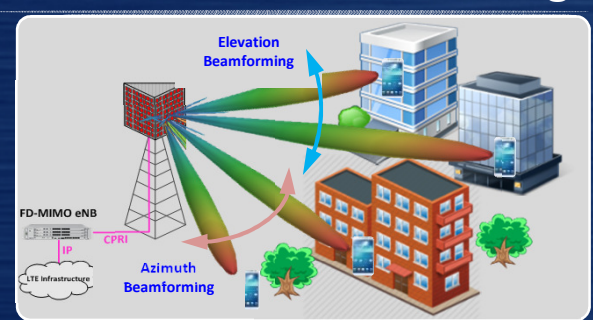 Elevation
Beamforming
FD-MIMO eNB
CPRI
IP
LTE Infrastructure
Azimuth
Beamforming